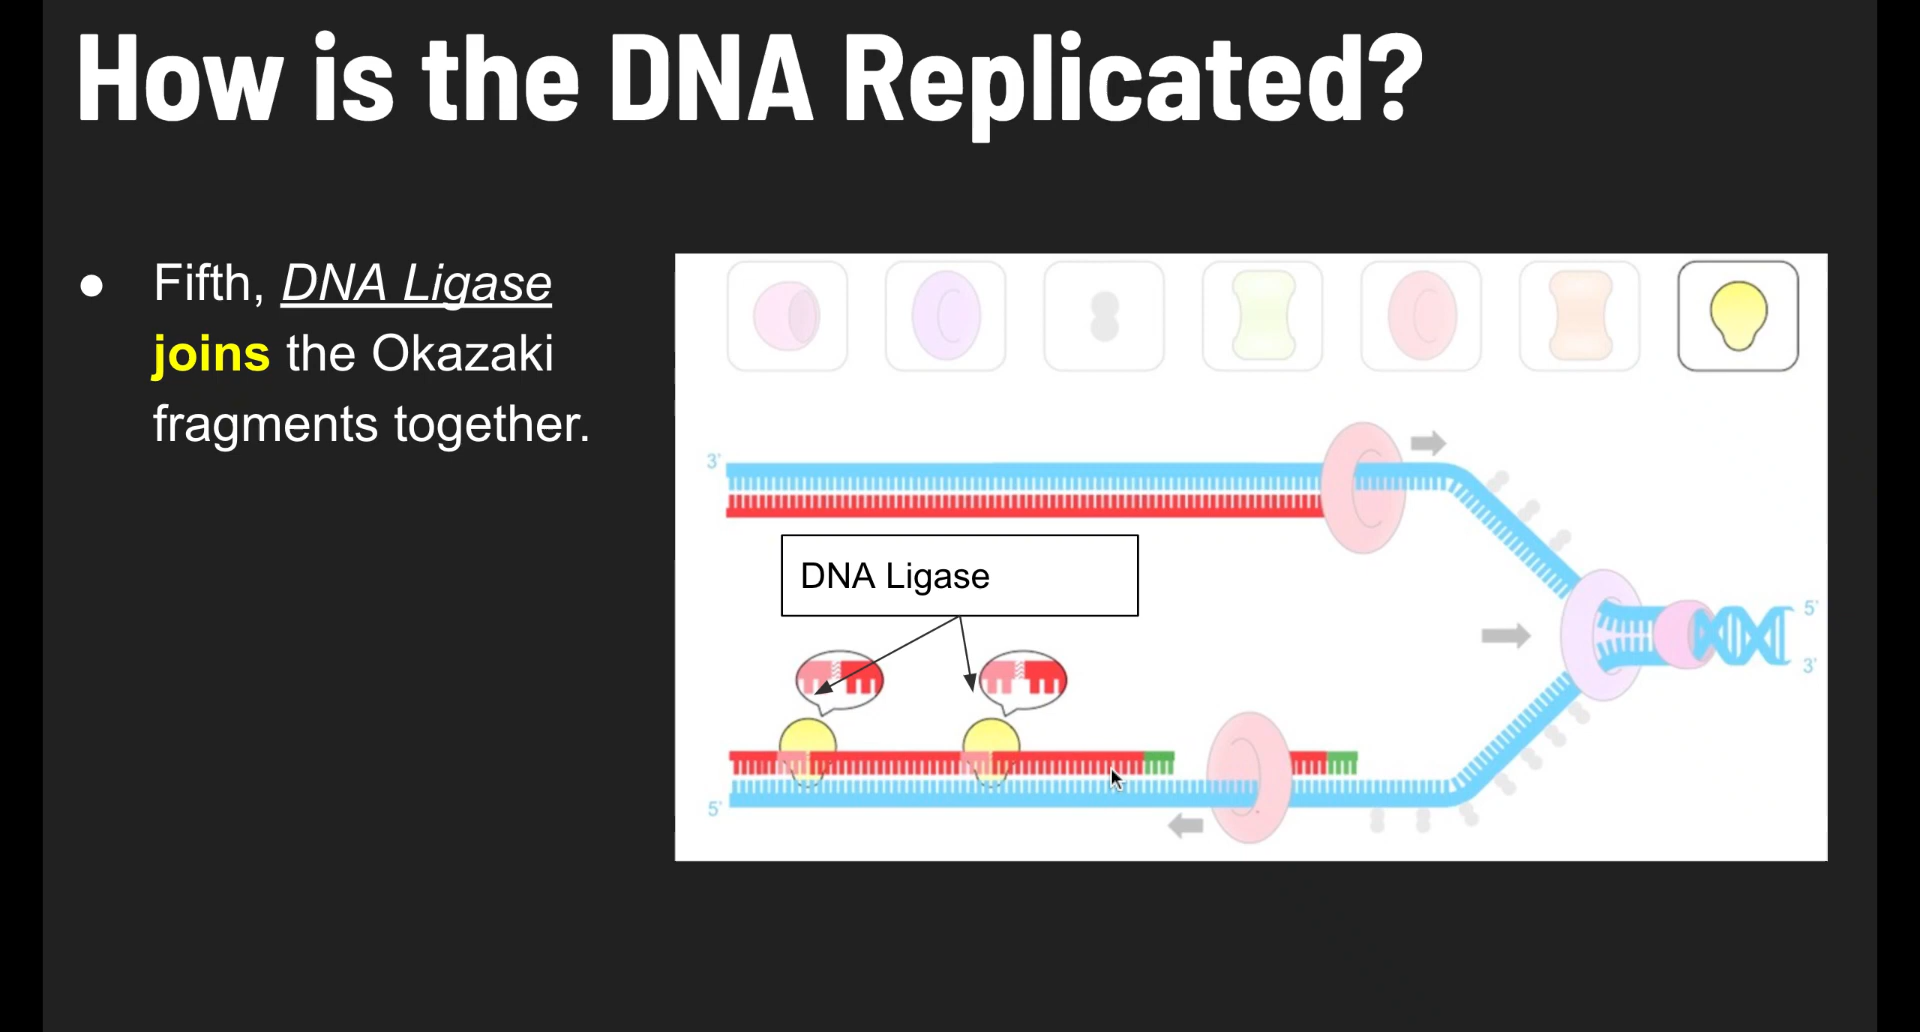 How is the DNA Replicated?
● Fifth, DNA Ligase
joins the Okazaki
fragments together.
3'
DNA Ligase
5'
3'
5'